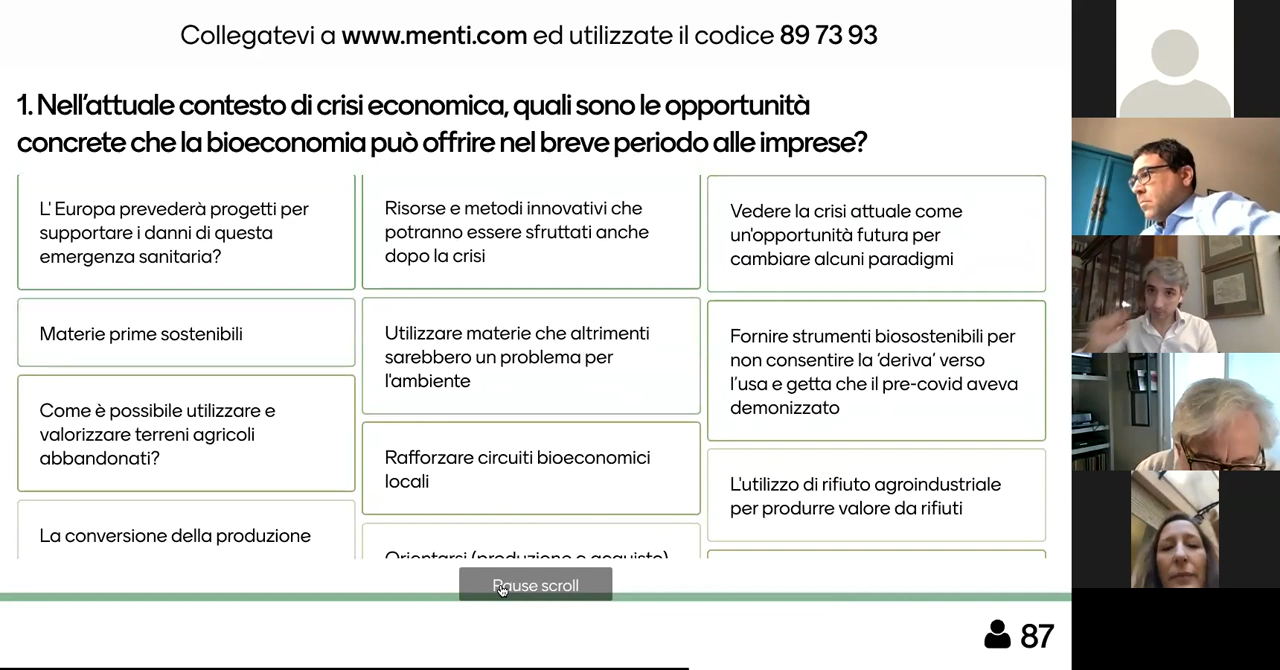 Collegatevi a www.menti.com ed utilizzate il codice 89 73 93
1. Nell'attuale contesto di crisi economica, quali sono le opportunità
concrete che la bioeconomia può offrire nel breve periodo alle imprese?
L' Europa prevederà progetti per
supportare i danni di questa
emergenza sanitaria?
Materie prime sostenibili
Come è possibile utilizzare e
valorizzare terreni agricoli
abbandonati?
La conversione della produzione
Risorse e metodi innovativi che
potranno essere sfruttati anche
dopo la crisi
Utilizzare materie che altrimenti
sarebbero un problema per
l'ambiente
Rafforzare circuiti bioeconomici
locali
Orientarsi (produzione e acquisto)
Vedere la crisi attuale come
un'opportunità futura per
cambiare alcuni paradigmi
Fornire strumenti biosostenibili per
non consentire la ‘deriva’ verso
l’usa e getta che il pre-covid aveva
demonizzato
L'utilizzo di rifiuto agroindustriale
per produrre valore da rifiuti
Pause scroll
87